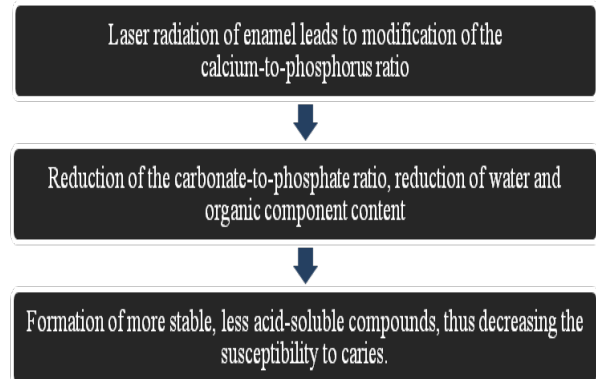 Laser radiation of enamel leads to modification of the
calcium-to-phosphorus ratio
Reduction of the carbonate-to-phosphate ratio, reduction of water and
organic component content
Formation of more stable, less acid-soluble compounds, thus decreasing the
susceptibility to caries.